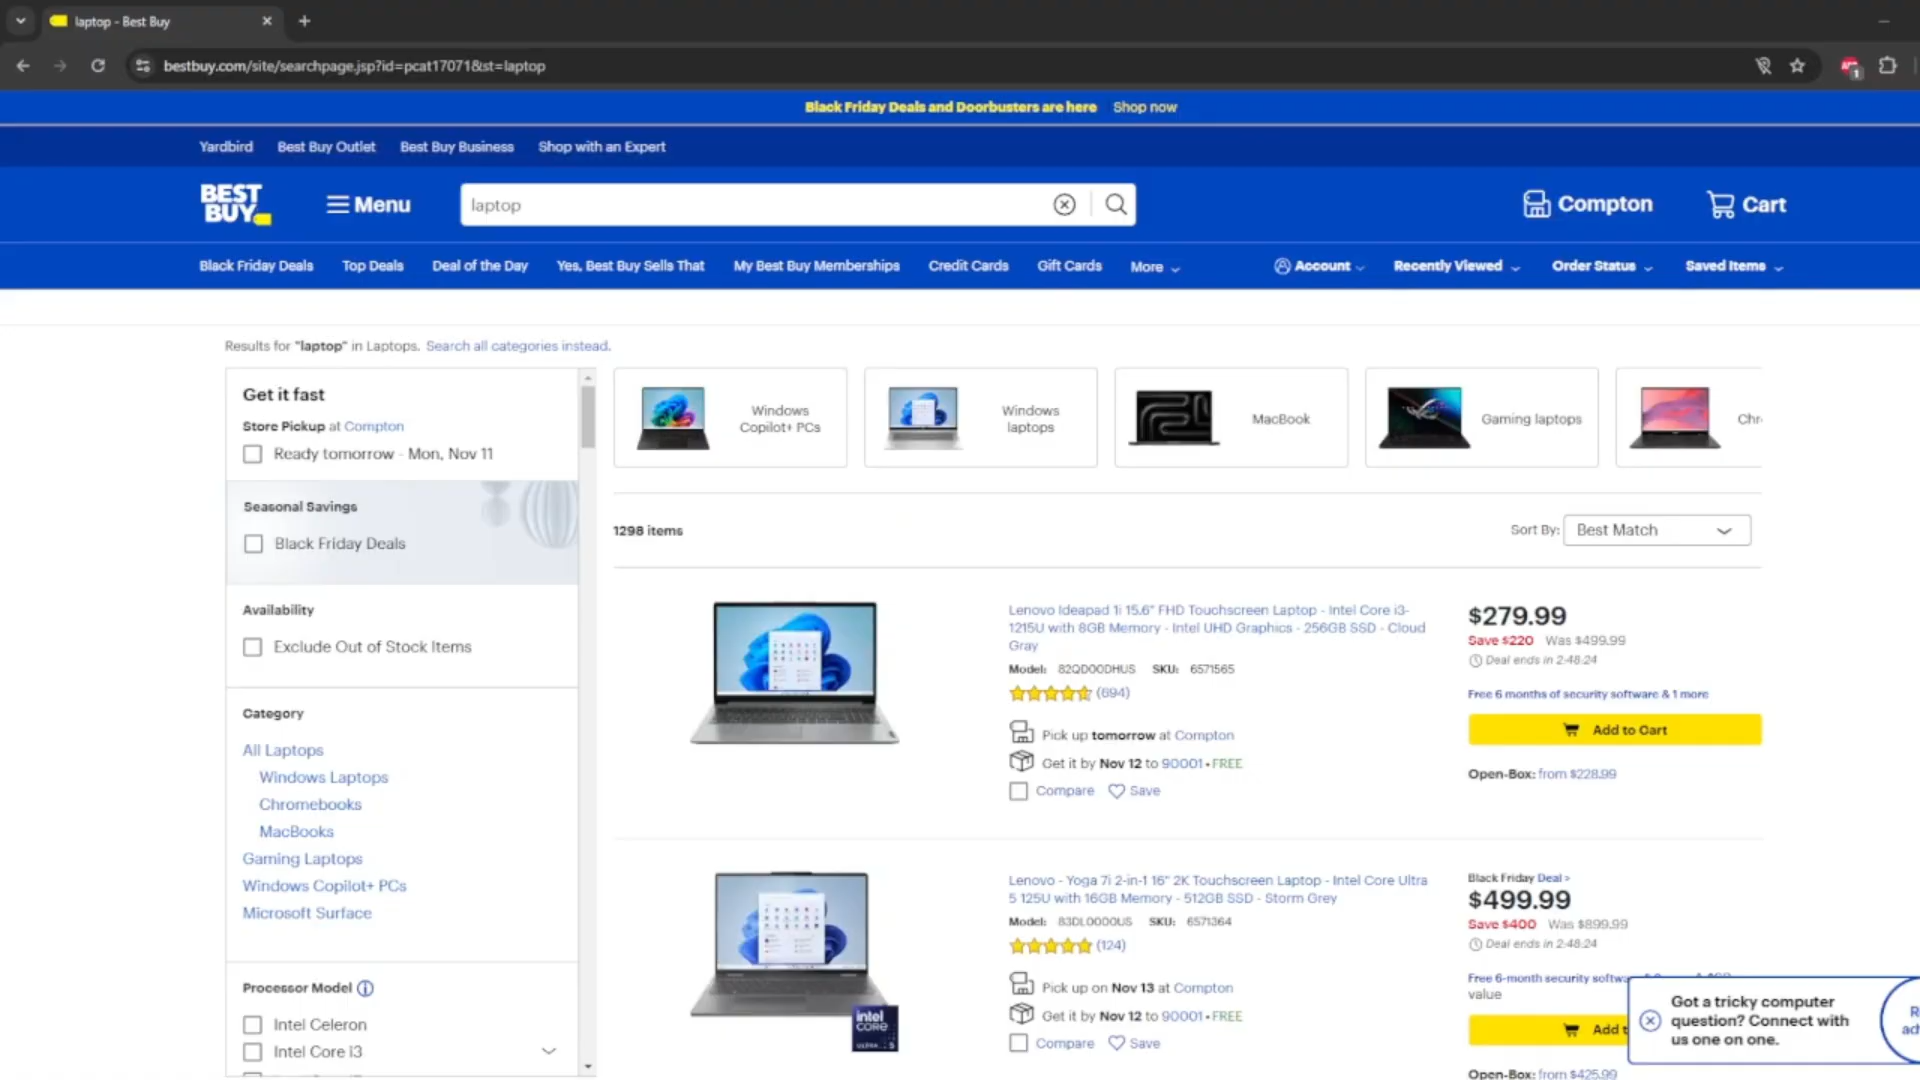 laptop - Best Buy
bestbuy.com/site/searchpage.jsp?id=pcat17071&st=laptop
1
Black Friday Deals and Doorbusters are here Shop now
Yardbird Best Buy Outlet Best Buy Business Shop with an Expert
BEST BUY
Menu
laptop
Compton
Cart
Black Friday Deals Top Deals Deal of the Day Yes, Best Buy Sells That My Best Buy Memberships Credit Cards Gift Cards More Account Recently Viewed Order Status Saved Items
Results for "laptop" in Laptops. Search all categories instead.
Get it fast
Store Pickup at Compton
Ready tomorrow - Mon, Nov 11
Seasonal Savings
Black Friday Deals
Availability
Exclude Out of Stock Items
Category
All Laptops
Windows Laptops
Chromebooks
MacBooks
Gaming Laptops
Windows Copilot+ PCs
Microsoft Surface
Processor Model
Intel Celeron
Intel Core i3
Windows
Copilot+ PCs
Windows
laptops
MacBook
Gaming laptops
Chr
1298 items
Sort By: Best Match
Lenovo Ideapad 1i 15.6" FHD Touchscreen Laptop - Intel Core i3-
1215U with 8GB Memory - Intel UHD Graphics - 256GB SSD - Cloud
Gray
Model: 82QD00DHUS SKU: 6571565
(694)
Pick up tomorrow at Compton
Get it by Nov 12 to 90001 • FREE
Compare Save
$279.99
Save $220 Was $499.99
Deal ends in 2:48:24
Free 6 months of security software & 1 more
Add to Cart
Open-Box: from $228.99
Lenovo - Yoga 7i 2-in-1 16" 2K Touchscreen Laptop - Intel Core Ultra
5 125U with 16GB Memory - 512GB SSD - Storm Grey
Model: 83DL0000US SKU: 6571364
(124)
Pick up on Nov 13 at Compton
Get it by Nov 12 to 90001 • FREE
Compare Save
intel
core
ULTRA 5
Black Friday Deal >
$499.99
Save $400 Was $899.99
Deal ends in 2:48:24
Free 6-month security softwa
value
Add t
Open-Box: from $425.99
Got a tricky computer
question? Connect with
us one on one.